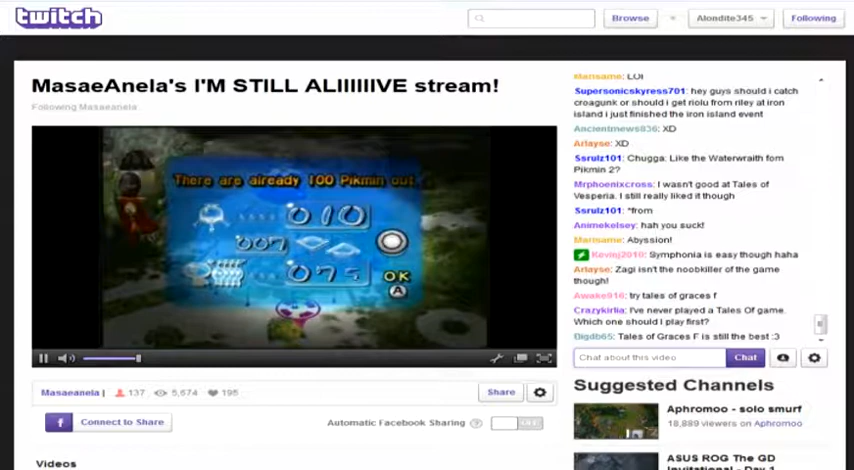 twitch
Browse
Alondite345
Following
MasaeAnela's I'M STILL ALIIIIIIVE stream!
Following Masaeanela
There are already 100 Pikmin out.
010
007
OK
A
Masaeanela |
137
5,674
195
Share
Connect to Share
Automatic Facebook Sharing
OFF
Videos
Marisame: LOl
Supersonicskyress701: hey guys should i catch
croagunk or should i get riolu from riley at iron
island i just finished the iron island event
Ancientmews836: XD
Arlayse: XD
Ssrulz101: Chugga: Like the Waterwraith fom
Pikmin 2?
Mrphoenixcross: I wasn't good at Tales of
Vesperia. I still really liked it though
Ssrulz101: *from
Animekelsey: hah you suck!
Marisame: Abyssion!
Kevinj2010: Symphonia is easy though haha
Arlayse: Zagi isn't the noobkiller of the game
though!
Awake916: try tales of graces f
Crazykirlia: I've never played a Tales Of game.
Which one should I play first?
Bigdb65: Tales of Graces F is still the best :3
Chat about this video
Chat
Suggested Channels
Aphromoo - solo smurf
18,889 viewers on Aphromoo
ASUS ROG The GD
Invitational - Day 1